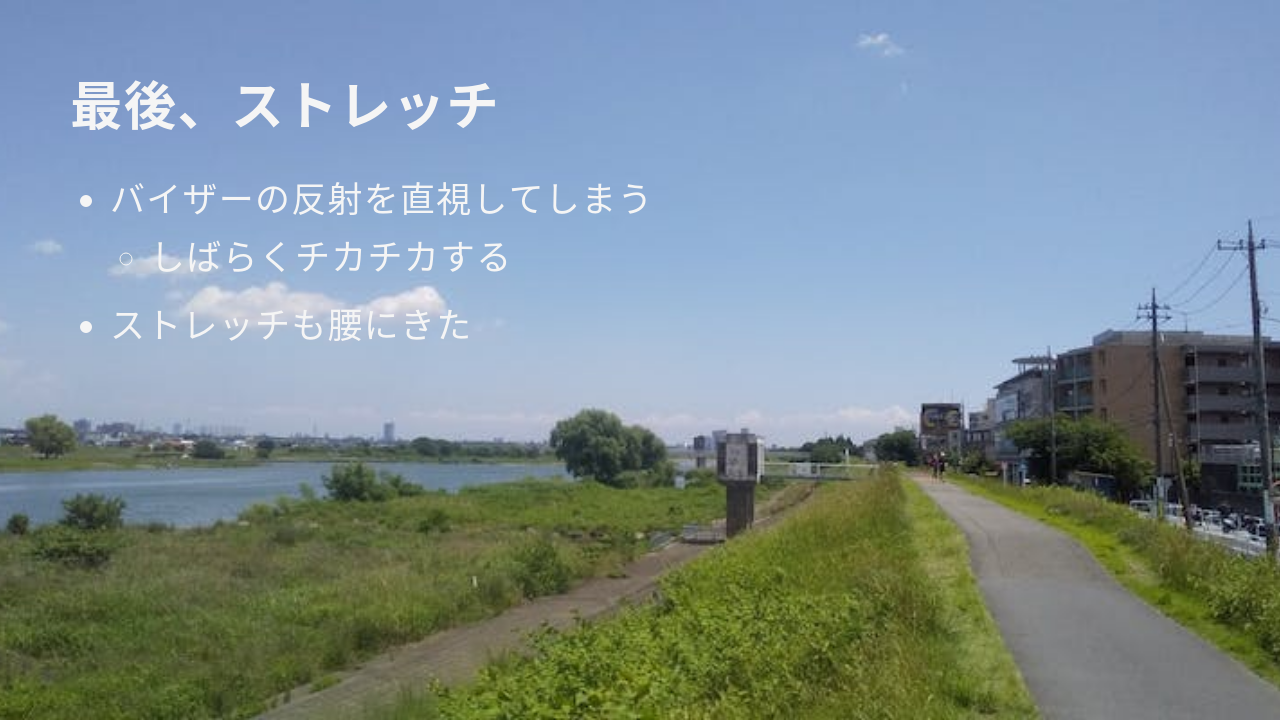 最後、ストレッチ
バイザーの反射を直視してしまう
しばらくチカチカする
ストレッチも腰にきた